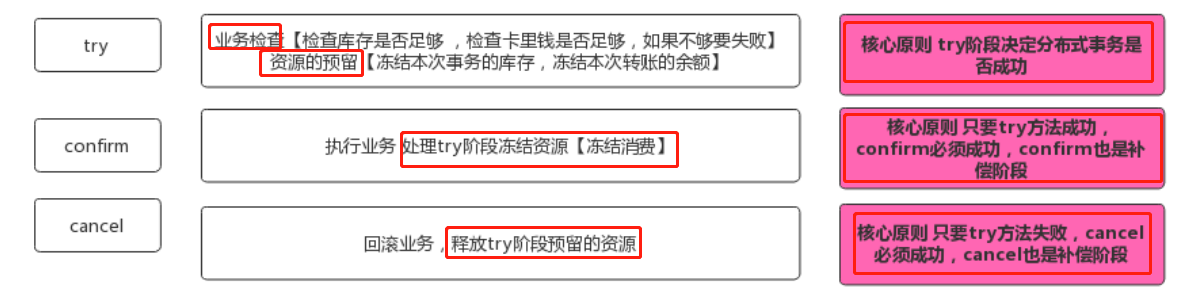 try
业务检查【检查库存是否足够 ，检查卡里钱是否足够，如果不够要失败】
资源的预留【冻结本次事务的库存，冻结本次转账的余额】
核心原则 try阶段决定分布式事务是
否成功
confirm
执行业务 处理try阶段冻结资源【冻结消费】
核心原则 只要try方法成功，
confirm必须成功，confirm也是补
偿阶段
cancel
回滚业务，释放try阶段预留的资源
核心原则 只要try方法失败，cancel
必须成功，cancel也是补偿阶段